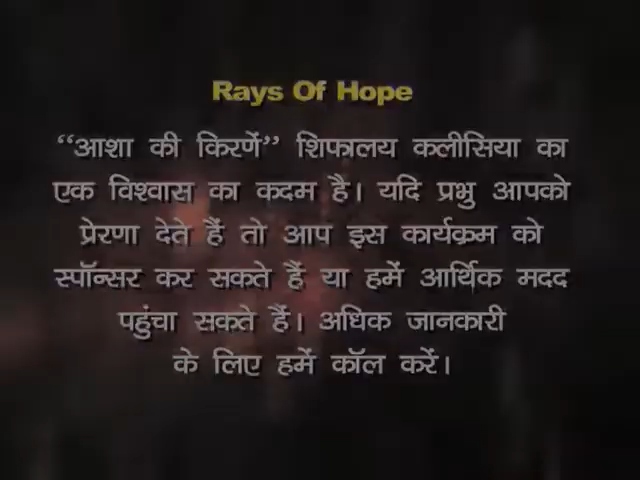 Rays Of Hope
“आशा की किरणें” शिफालय कलीसिया का
एक विश्वास का कदम है। यदि प्रभु आपको
प्रेरणा देते हैं तो आप इस कार्यक्रम को
स्पॉन्सर कर सकते हैं या हमें आर्थिक मदद
पहुंचा सकते हैं। अधिक जानकारी
के लिए हमें कॉल करें।